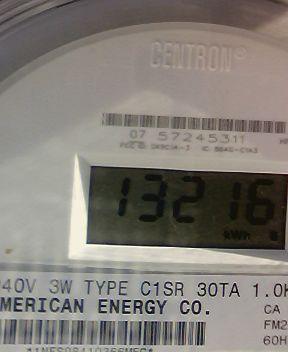 CENTRON®
07 57245311
13216
kWh
40V 3W TYPE C1SR 30TA 1.0K
MERICAN ENERGY CO.
CA
FM2
60H